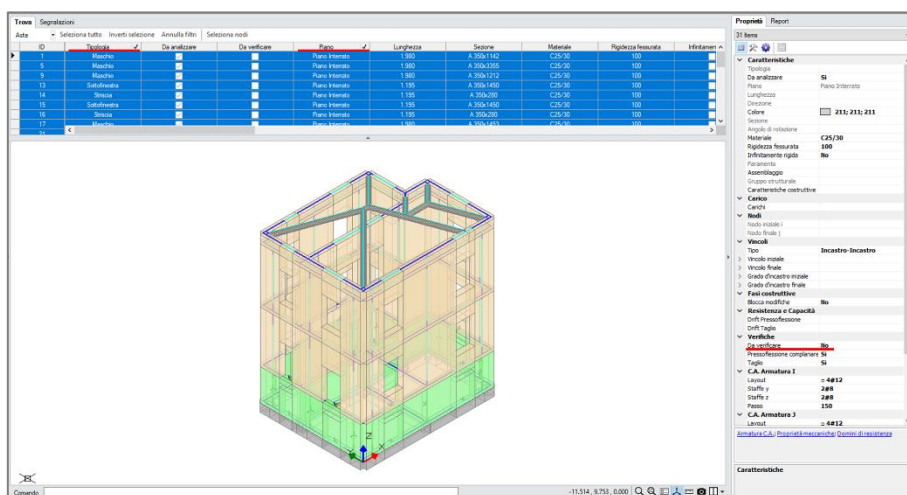 Trova Segnalazioni
Aste Seleziona tutto Inverti selezione Annulla filtri Seleziona nodi
ID Tipologia Da analizzare Da verificare Piano Lunghezza Sezione Materiale Rigidezza fessurata Infinitamen
1 Maschio Piano Interrato 1.980 A 350x1142 C25/30 100
5 Maschio Piano Interrato 1.980 A 350x3355 C25/30 100
9 Maschio Piano Interrato 1.980 A 350x1212 C25/30 100
13 Sottofinestra Piano Interrato 1.195 A 350x1450 C25/30 100
14 Striscia Piano Interrato 1.195 A 350x280 C25/30 100
15 Sottofinestra Piano Interrato 1.195 A 350x1450 C25/30 100
16 Striscia Piano Interrato 1.195 A 350x280 C25/30 100
17 Maschio Piano Interrato 1.980 A 350x1453 C25/30 100
21
Z
X
Comando
-11.514 , 9.753 , 0.000
Proprietà Report
31 Items
Caratteristiche
Tipologia
Da analizzare Sì
Piano Piano Interrato
Lunghezza
Direzione
Colore 211; 211; 211
Sezione
Angolo di rotazione
Materiale C25/30
Rigidezza fessurata 100
Infinitamente rigida No
Paramento
Assemblaggio
Gruppo strutturale
Caratteristiche costruttive
Carico
Carichi
Nodi
Nodo iniziale i
Nodo finale j
Vincoli
Tipo Incastro-Incastro
Vincolo iniziale
Vincolo finale
Grado d'incastro iniziale
Grado d'incastro finale
Fasi costruttive
Blocca modifiche No
Resistenza e Capacità
Drift Pressoflessione
Drift Taglio
Verifiche
Da verificare No
Pressoflessione complanare Sì
Taglio Sì
C.A. Armatura I
Layout = 4#12
Staffe y 2#8
Staffe z 2#8
Passo 150
C.A. Armatura J
Layout = 4#12
Armatura C.A.; Proprietà meccaniche; Domini di resistenza
Caratteristiche